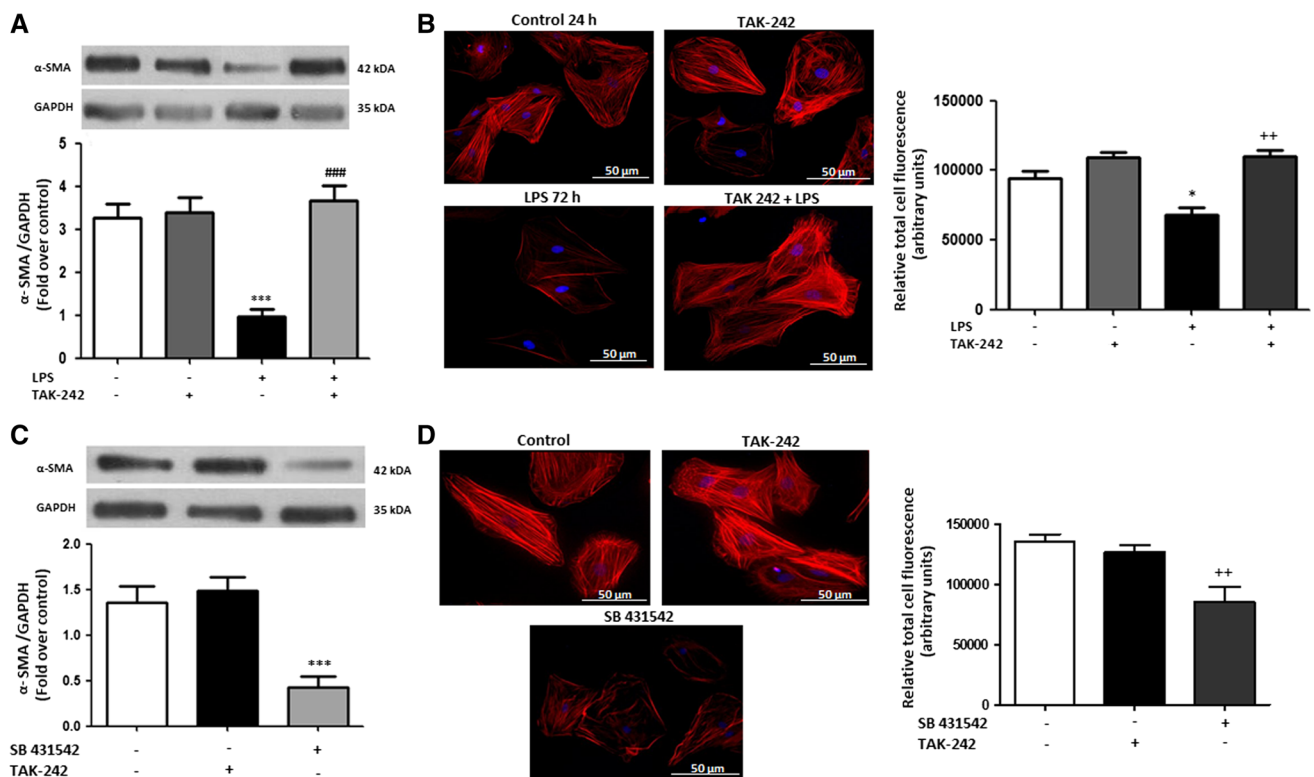 A
α-SMA
42 kDA
GAPDH
35 kDA
α-SMA /GAPDH
(Fold over control)
5
4
3
2
1
0
***
###
LPS - - + +
TAK-242 - + - +
B
Control 24 h
TAK-242
50 µm
50 µm
LPS 72 h
TAK 242 + LPS
50 µm
50 µm
Relative total cell fluorescence
(arbitrary units)
150000
100000
50000
0
*
++
LPS - - + +
TAK-242 - + - +
C
α-SMA
42 kDA
GAPDH
35 kDA
α- SMA /GAPDH
(Fold over control)
2.0
1.5
1.0
0.5
0.0
***
SB 431542 - - +
TAK-242 - + -
D
Control
TAK-242
50 µm
50 µm
SB 431542
50 µm
Relative total cell fluorescence
(arbitrary units)
150000
100000
50000
0
++
SB 431542 - - +
TAK-242 - + -